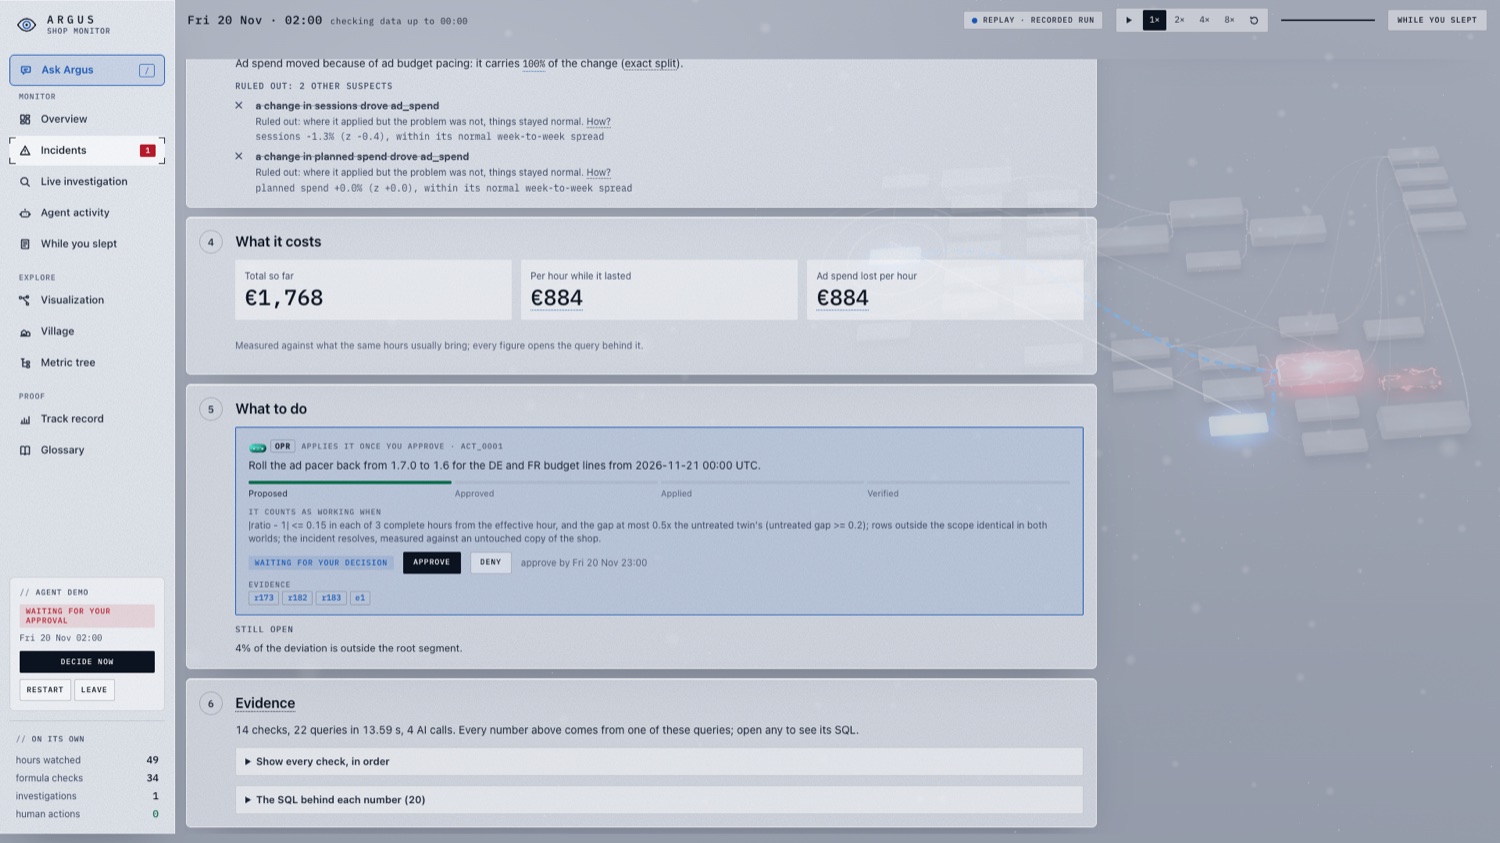 ARGUS
SHOP MONITOR
Ask Argus /
MONITOR
Overview
Incidents 1
Live investigation
Agent activity
While you slept
EXPLORE
Visualization
Village
Metric tree
PROOF
Track record
Glossary
// AGENT DEMO
WAITING FOR YOUR
APPROVAL
Fri 20 Nov 02:00
DECIDE NOW
RESTART LEAVE
// ON ITS OWN
hours watched 49
formula checks 34
investigations 1
human actions 0
Fri 20 Nov · 02:00 checking data up to 00:00
REPLAY · RECORDED RUN
1× 2× 4× 8×
WHILE YOU SLEPT
Ad spend moved because of ad budget pacing: it carries 100% of the change (exact split).
RULED OUT: 2 OTHER SUSPECTS
a change in sessions drove ad_spend
Ruled out: where it applied but the problem was not, things stayed normal. How?
sessions -1.3% (z -0.4), within its normal week-to-week spread
a change in planned spend drove ad_spend
Ruled out: where it applied but the problem was not, things stayed normal. How?
planned spend +0.0% (z +0.0), within its normal week-to-week spread
4 What it costs
Total so far
€1,768
Per hour while it lasted
€884
Ad spend lost per hour
€884
Measured against what the same hours usually bring; every figure opens the query behind it.
5 What to do
OPR APPLIES IT ONCE YOU APPROVE · ACT_0001
Roll the ad pacer back from 1.7.0 to 1.6 for the DE and FR budget lines from 2026-11-21 00:00 UTC.
Proposed Approved Applied Verified
IT COUNTS AS WORKING WHEN
|ratio - 1| <= 0.15 in each of 3 complete hours from the effective hour, and the gap at most 0.5x the untreated twin's (untreated gap >= 0.2); rows outside the scope identical in both
worlds; the incident resolves, measured against an untouched copy of the shop.
WAITING FOR YOUR DECISION APPROVE DENY approve by Fri 20 Nov 23:00
EVIDENCE
r173 r182 r183 e1
STILL OPEN
4% of the deviation is outside the root segment.
6 Evidence
14 checks, 22 queries in 13.59 s, 4 AI calls. Every number above comes from one of these queries; open any to see its SQL.
Show every check, in order
The SQL behind each number (20)